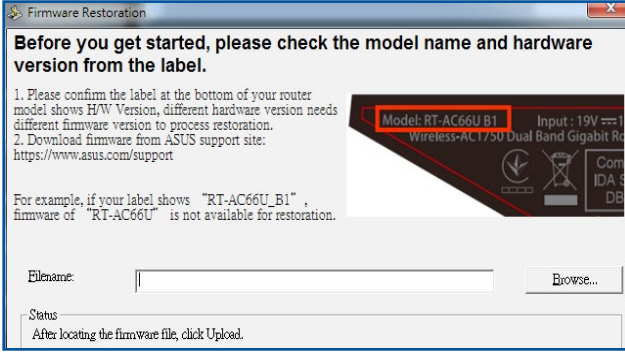 Firmware Restoration
Before you get started, please check the model name and hardware
version from the label.
1. Please confirm the label at the bottom of your router
model shows H/W Version, different hardware version needs
different firmware version to process restoration.
2. Download firmware from ASUS support site:
https://www.asus.com/support
For example, if your label shows “RT-AC66U_B1”,
firmware of “RT-AC66U” is not available for restoration.
Model: RT-AC66U B1 Input : 19V
Wireless-AC1750 Dual Band Gigabit
Com
IDA
DB
Filename:
Browse...
Status
After locating the firmware file, click Upload.